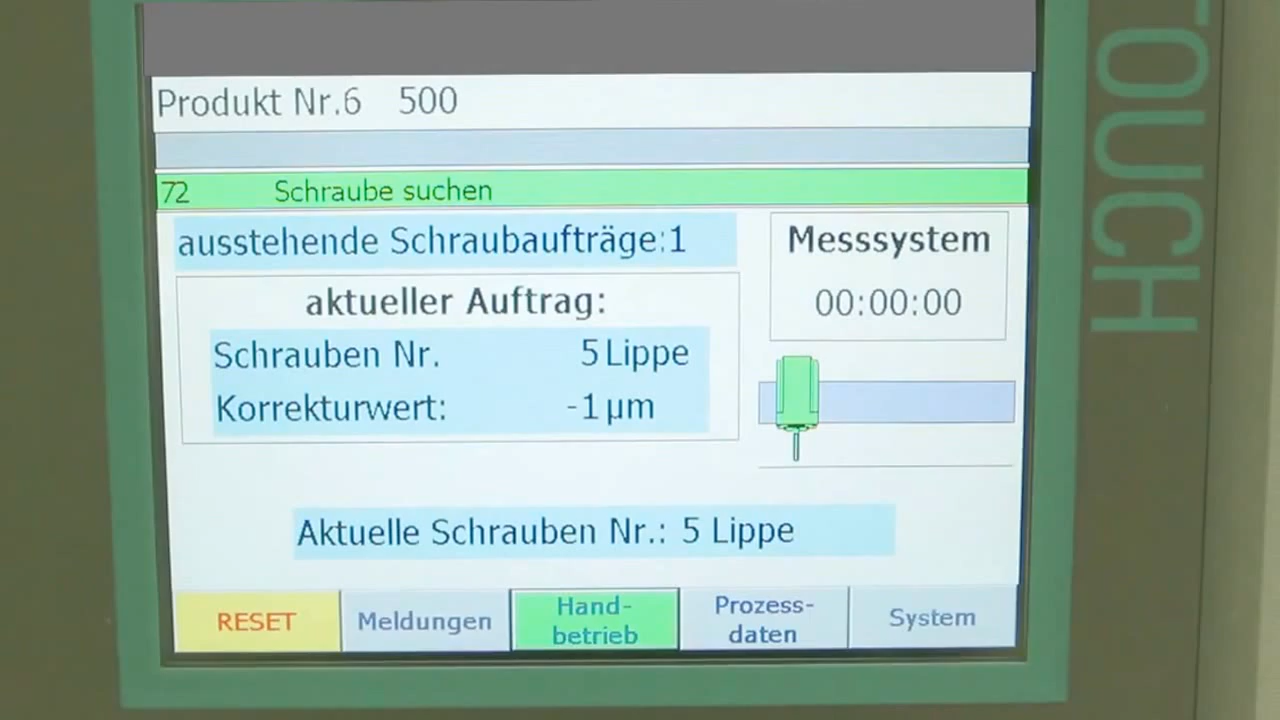 Produkt Nr.6 500
72 Schraube suchen
ausstehende Schraubaufträge:1
aktueller Auftrag:
Schrauben Nr. 5 Lippe
Korrekturwert: -1 µm
Messsystem
00:00:00
Aktuelle Schrauben Nr.: 5 Lippe
RESET
Meldungen
Hand-
betrieb
Prozess-
daten
System
TOUCH